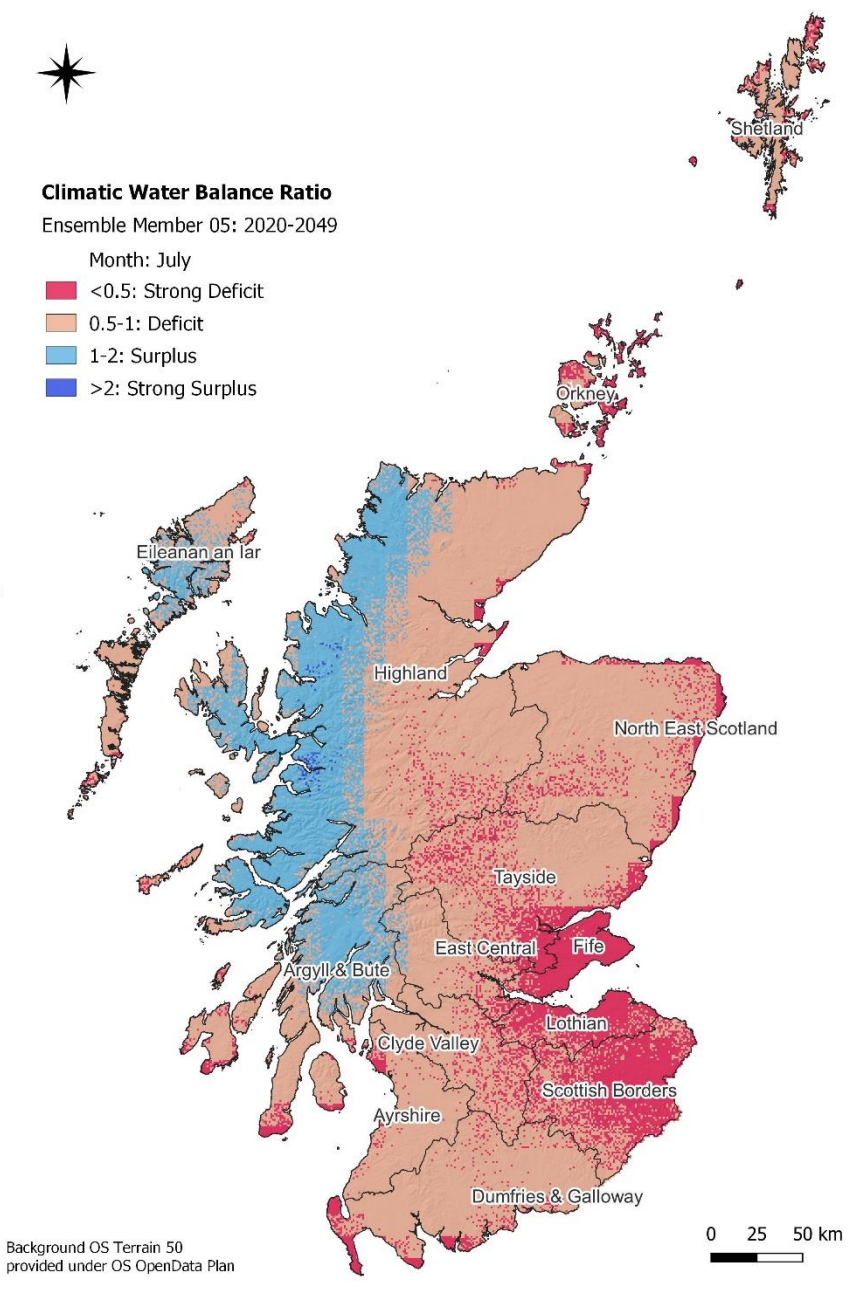 Shetland
Climatic Water Balance Ratio
Ensemble Member 05: 2020-2049
Month: July
<0.5: Strong Deficit
0.5-1: Deficit
1-2: Surplus
>2: Strong Surplus
Orkney
Eileanan an Iar
Highland
North East Scotland
Tayside
East Central
Fife
Argyll & Bute
Lothian
Clyde Valley
Scottish Borders
Ayrshire
Dumfries & Galloway
0 25 50 km
Background OS Terrain 50
provided under OS OpenData Plan